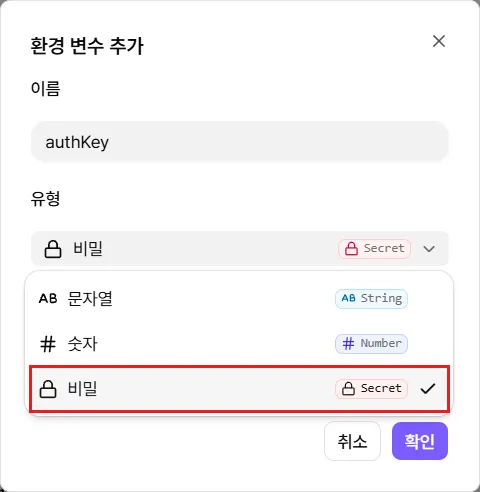 환경 변수 추가
이름
authKey
유형
비밀 Secret
AB 문자열 AB String
# 숫자 # Number
비밀 Secret
취소 확인